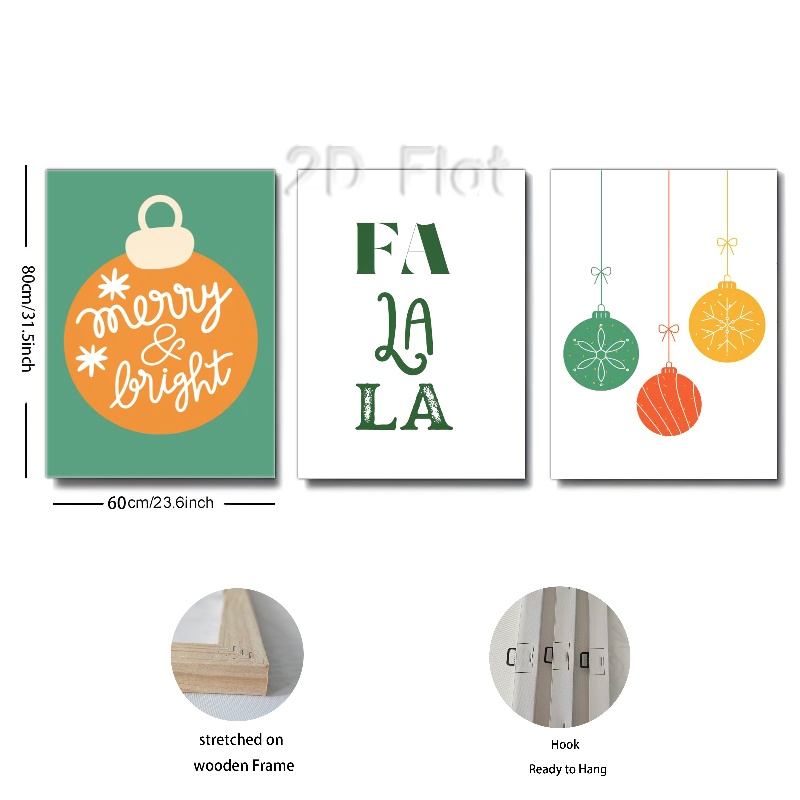 2D Flat
80cm/31.5inch
merry
&
bright
FA
LA
LA
60cm/23.6inch
stretched on
wooden Frame
Hook
Ready to Hang